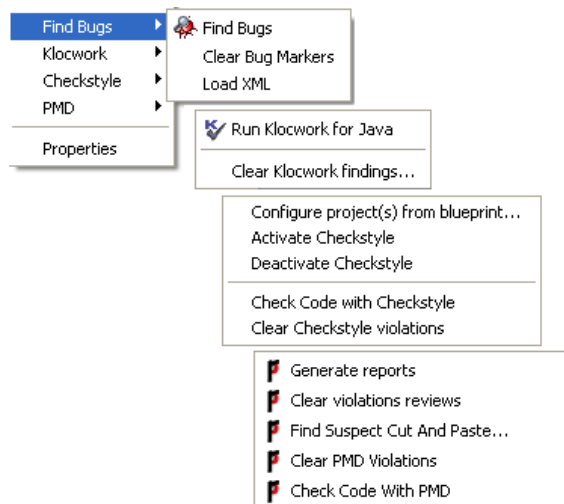 Find Bugs
Klocwork
Checkstyle
PMD
Properties
Find Bugs
Clear Bug Markers
Load XML
Run Klocwork for Java
Clear Klocwork findings...
Configure project(s) from blueprint...
Activate Checkstyle
Deactivate Checkstyle
Check Code with Checkstyle
Clear Checkstyle violations
Generate reports
Clear violations reviews
Find Suspect Cut And Paste...
Clear PMD Violations
Check Code With PMD